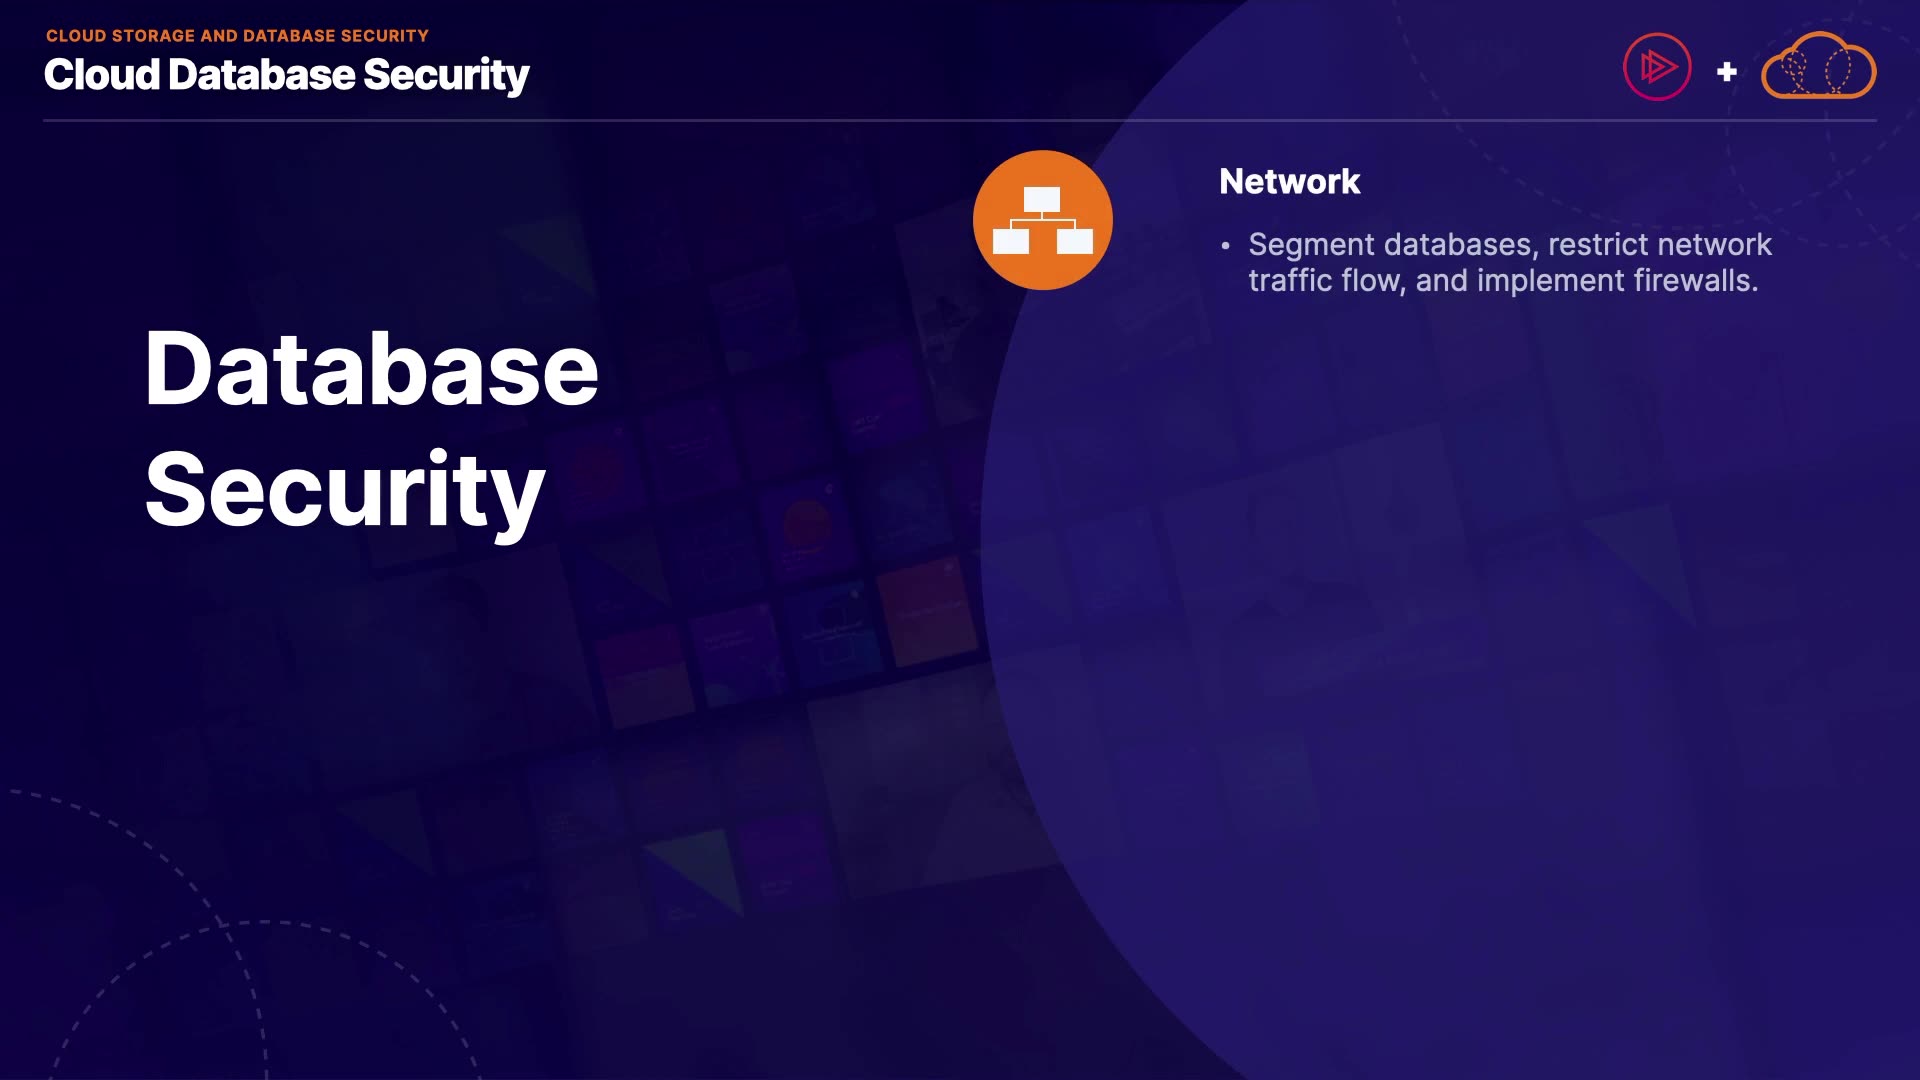 CLOUD STORAGE AND DATABASE SECURITY
Cloud Database Security
Network
• Segment databases, restrict network
traffic flow, and implement firewalls.
Database
Security